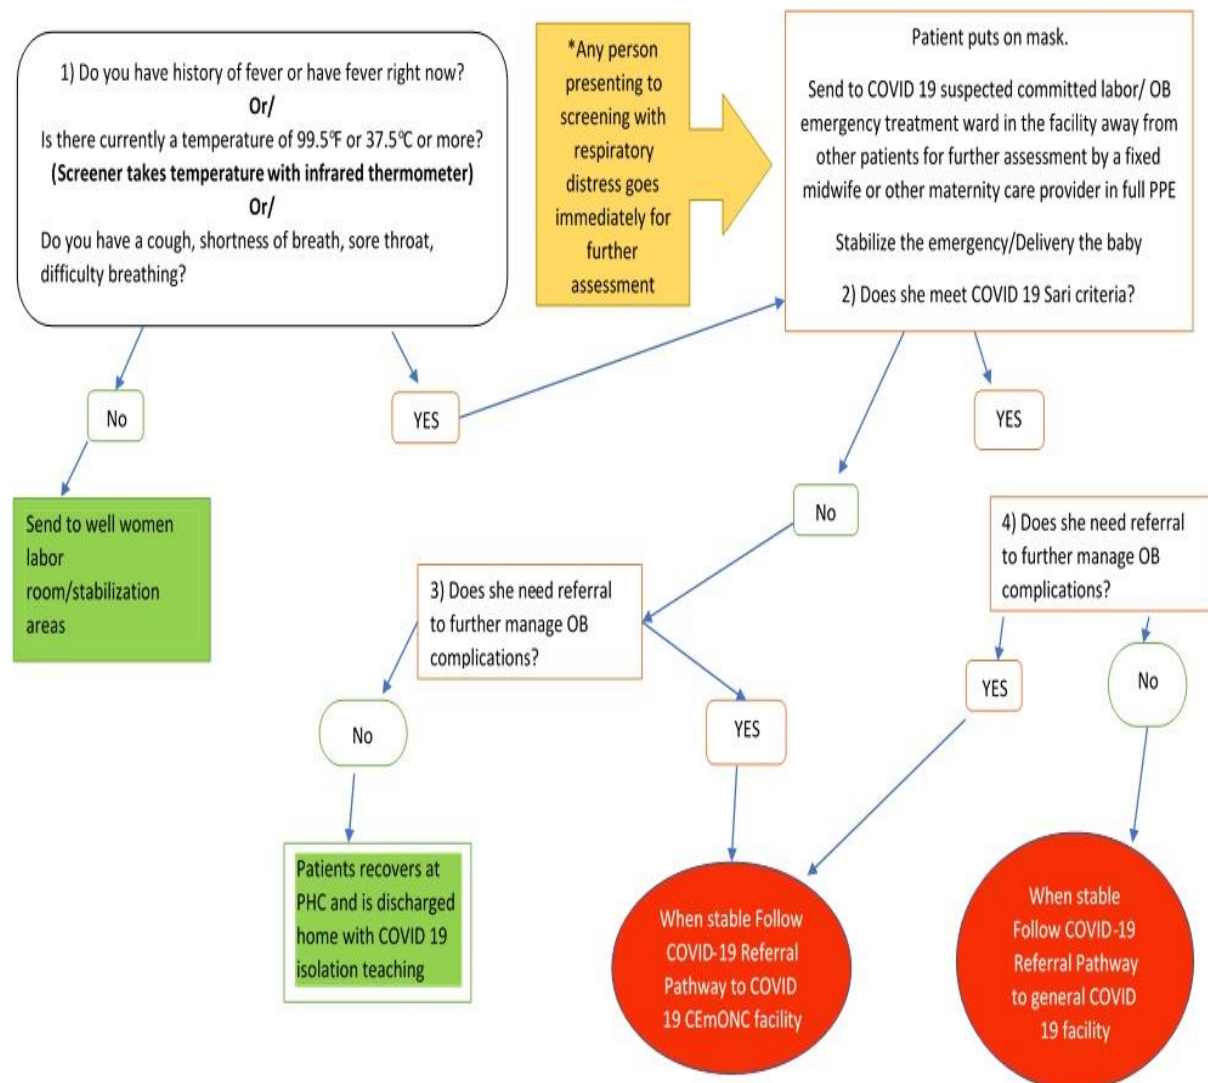 1) Do you have history of fever or have fever right now?
Or/
Is there currently a temperature of 99.5ºF or 37.5ºC or more?
(Screener takes temperature with infrared thermometer)
Or/
Do you have a cough, shortness of breath, sore throat,
difficulty breathing?
*Any person
presenting to
screening with
respiratory
distress goes
immediately for
further
assessment
Patient puts on mask.
Send to COVID 19 suspected committed labor/ OB
emergency treatment ward in the facility away from
other patients for further assessment by a fixed
midwife or other maternity care provider in full PPE
Stabilize the emergency/Delivery the baby
2) Does she meet COVID 19 Sari criteria?
No
YES
YES
No
Send to well women
labor
room/stabilization
areas
3) Does she need referral
to further manage OB
complications?
4) Does she need referral
to further manage OB
complications?
No
YES
YES
No
Patients recovers at
PHC and is discharged
home with COVID 19
isolation teaching
When stable Follow
COVID-19 Referral
Pathway to COVID
19 CEmONC facility
When stable
Follow COVID-19
Referral Pathway
to general COVID
19 facility